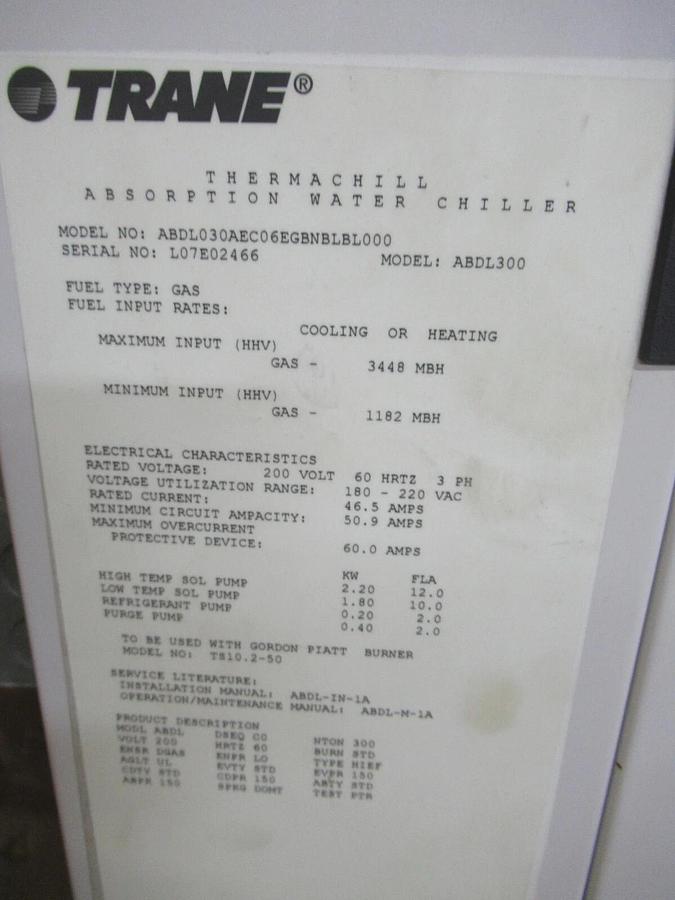 TRANE®
THERMACHILL
ABSORPTION WATER CHILLER
MODEL NO: ABDL030AEC06EGBNBLBL000
SERIAL NO: L07E02466 MODEL: ABDL300
FUEL TYPE: GAS
FUEL INPUT RATES:
COOLING OR HEATING
MAXIMUM INPUT (HHV)
GAS - 3448 MBH
MINIMUM INPUT (HHV)
GAS - 1182 MBH
ELECTRICAL CHARACTERISTICS
RATED VOLTAGE: 200 VOLT 60 HRTZ 3 PH
VOLTAGE UTILIZATION RANGE: 180 - 220 VAC
RATED CURRENT: 46.5 AMPS
MINIMUM CIRCUIT AMPACITY: 50.9 AMPS
MAXIMUM OVERCURRENT
PROTECTIVE DEVICE: 60.0 AMPS
KW FLA
HIGH TEMP SOL PUMP 2.20 12.0
LOW TEMP SOL PUMP 1.80 10.0
REFRIGERANT PUMP 0.20 2.0
PURGE PUMP 0.40 2.0
TO BE USED WITH GORDON PIATT BURNER
MODEL NO: TS10.2-50
SERVICE LITERATURE:
INSTALLATION MANUAL: ABDL-IN-1A
OPERATION/MAINTENANCE MANUAL: ABDL-M-1A
PRODUCT DESCRIPTION
MODL ABDL DSEQ C0 NTON 300
VOLT 200 HRTZ 60 BURN STD
ENSR DGAS ENPR LO TYPE HIEF
AGLT UL EVTY STD EVPR 150
CDTY STD CDPR 150 ABTY STD
ABPR 150 SPRG DOMT TEST PTR